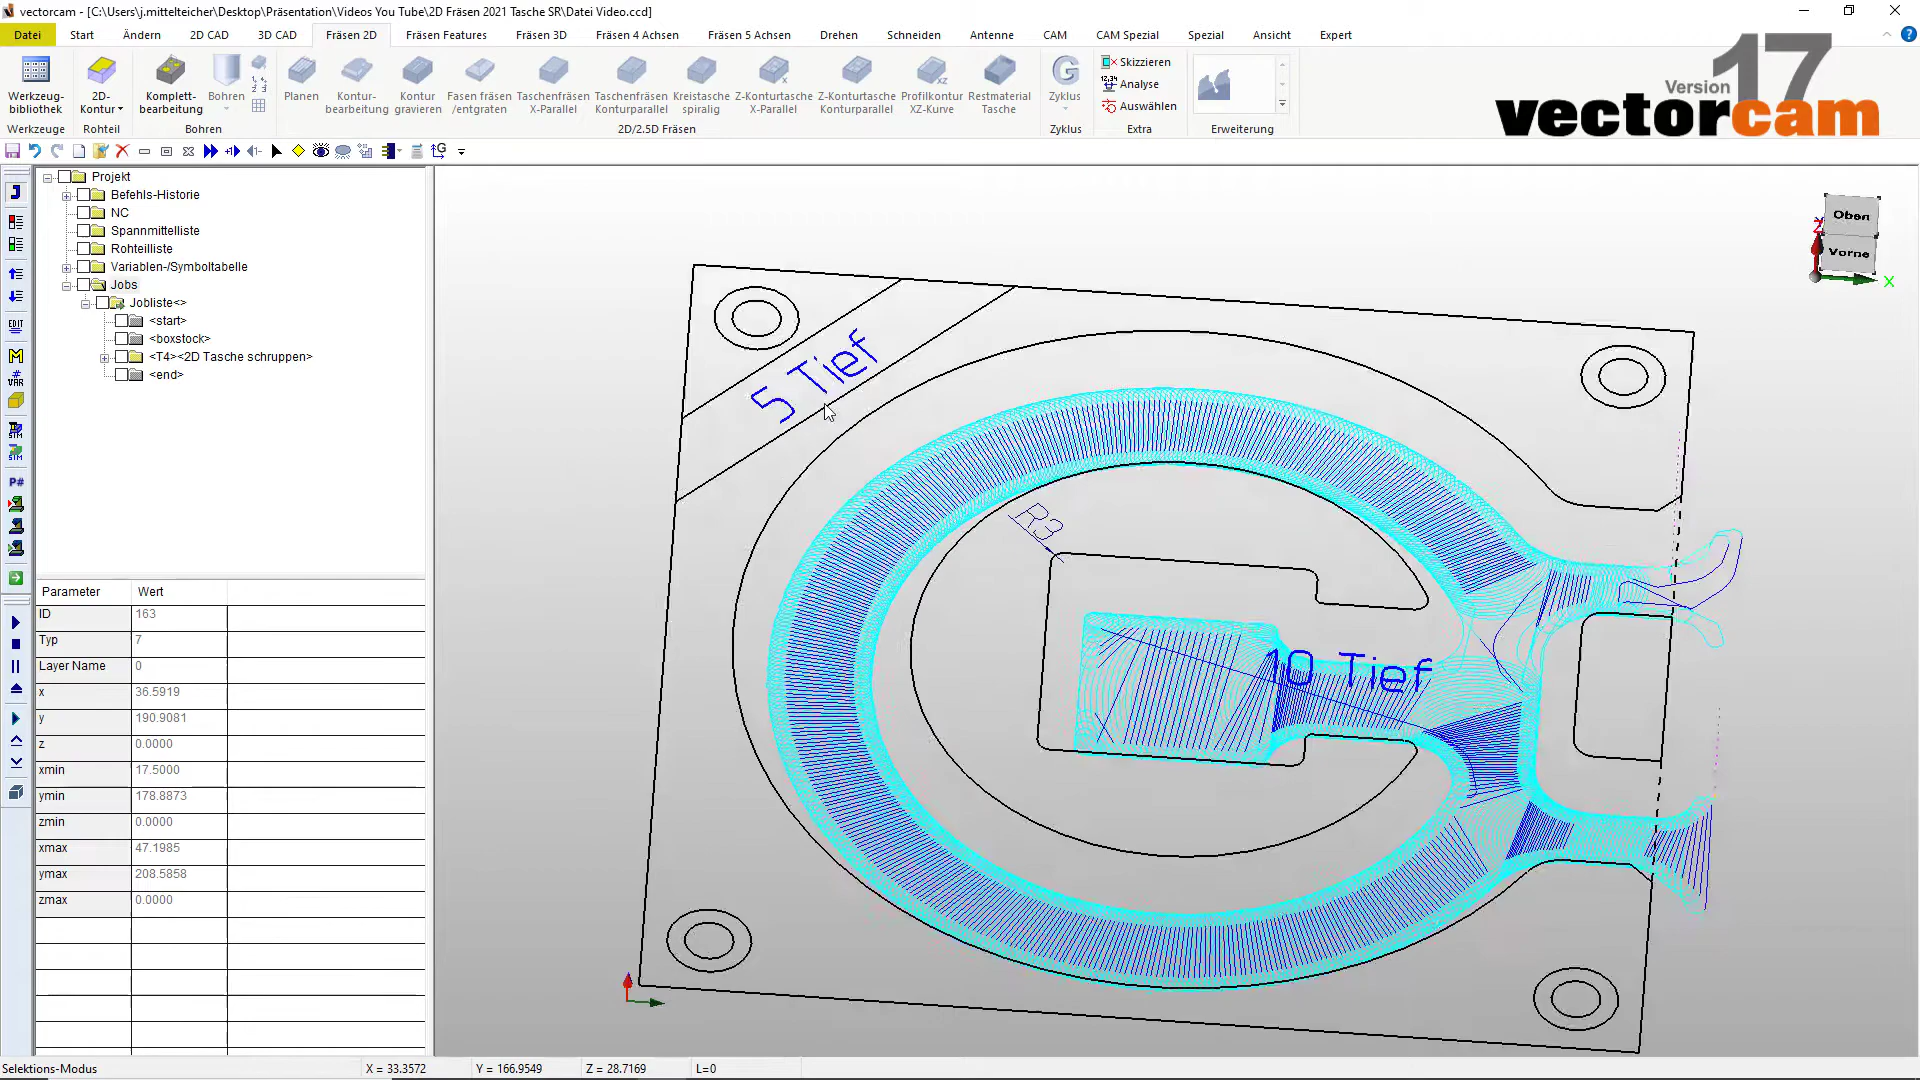 vectorcam - [C:\Users\j.mittelteicher\Desktop\Präsentation\Videos You Tube\2D Fräsen 2021 Tasche SR\Datei Video.ccd]
Datei Start Ändern 2D CAD 3D CAD Fräsen 2D Fräsen Features Fräsen 3D Fräsen 4 Achsen Fräsen 5 Achsen Drehen Schneiden Antenne CAM CAM Spezial Spezial Ansicht Expert
Werkzeug-
bibliothek
Werkzeuge
2D-
Kontur
Rohteil
Komplett-
bearbeitung
Bohren
Bohren
Planen
Kontur-
bearbeitung
Kontur
gravieren
Fasen fräsen
/entgraten
Taschenfräsen
X-Parallel
Taschenfräsen
Konturparallel
Kreistasche
spiralig
Z-Konturtasche
X-Parallel
Z-Konturtasche
Konturparallel
Profilkontur
XZ-Kurve
Restmaterial
Tasche
2D/2.5D Fräsen
Zyklus
Zyklus
Skizzieren
Analyse
Auswählen
Extra
Erweiterung
Version 17
vectorcam
Projekt
Befehls-Historie
NC
Spannmittelliste
Rohteilliste
Variablen-/Symboltabelle
Jobs
Jobliste<>
<start>
<boxstock>
<T4><2D Tasche schruppen>
<end>
EDIT
M
# VAR
SIM
SIM
P#
Parameter Wert
ID 163
Typ 7
Layer Name 0
x 36.5919
y 190.9081
z 0.0000
xmin 17.5000
ymin 178.8873
zmin 0.0000
xmax 47.1985
ymax 208.5858
zmax 0.0000
Oben
Vorne
Z
X
5 Tief
R3
10 Tief
Selektions-Modus X = 33.3572 Y = 166.9549 Z = 28.7169 L=0